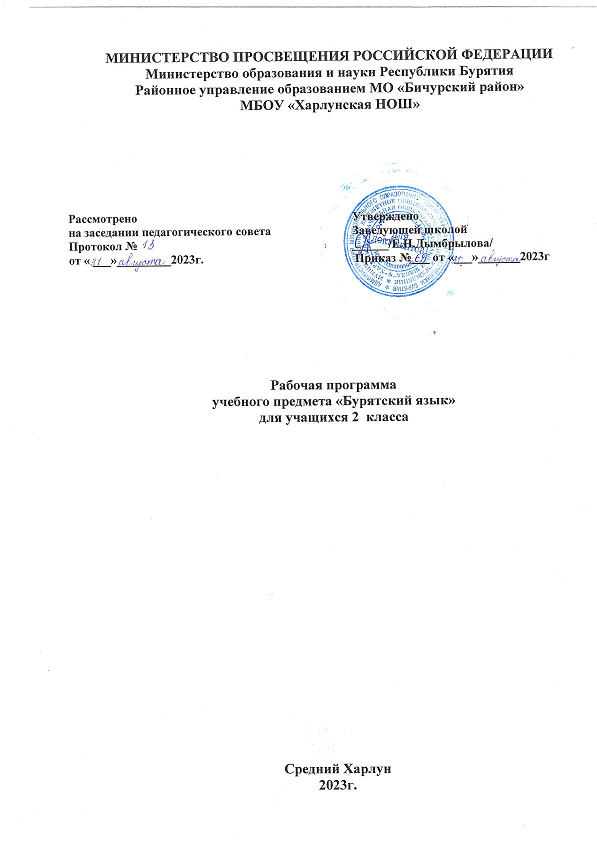 МИНИСТЕРСТВО ПРОСВЕЩЕНИЯ РОССИЙСКОЙ ФЕДЕРАЦИИ
Министерство образования и науки Республики Бурятия
Районное управление образованием МО «Бичурский район»
МБОУ «Харлунская НОШ»
Рассмотрено
на заседании педагогического совета
Протокол № 13
от «31» августа 2023г.
Утверждено
Заведующей школой
/Е.Н.Дымбрылова/
Приказ № от « » августа 2023г
Рабочая программа
учебного предмета «Бурятский язык»
для учащихся 2 класса
Средний Харлун
2023г.